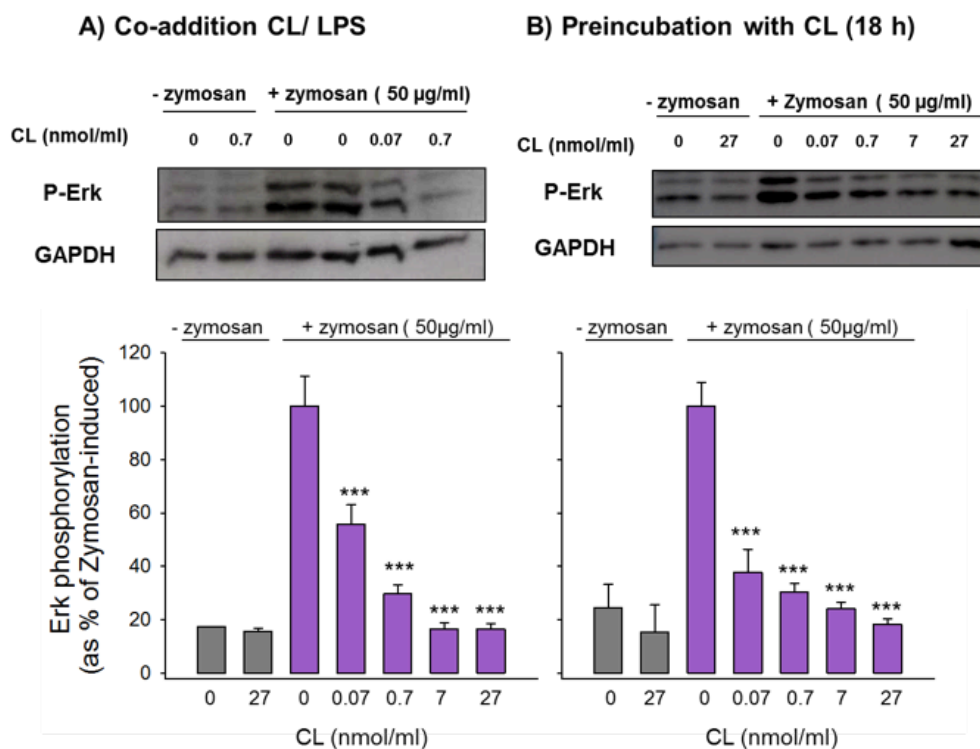 A) Co-addition CL/ LPS
- zymosan + zymosan ( 50 µg/ml)
CL (nmol/ml) 0 0.7 0 0 0.07 0.7
P-Erk
GAPDH
B) Preincubation with CL (18 h)
- zymosan + Zymosan ( 50 µg/ml)
CL (nmol/ml) 0 27 0 0.07 0.7 7 27
P-Erk
GAPDH
Erk phosphorylation
(as % of Zymosan-induced)
- zymosan + zymosan ( 50µg/ml)
120
100
80
60
40
20
0
*** *** *** ***
0 27 0 0.07 0.7 7 27
CL (nmol/ml)
- zymosan + zymosan ( 50µg/ml)
*** *** *** ***
0 27 0 0.07 0.7 7 27
CL (nmol/ml)